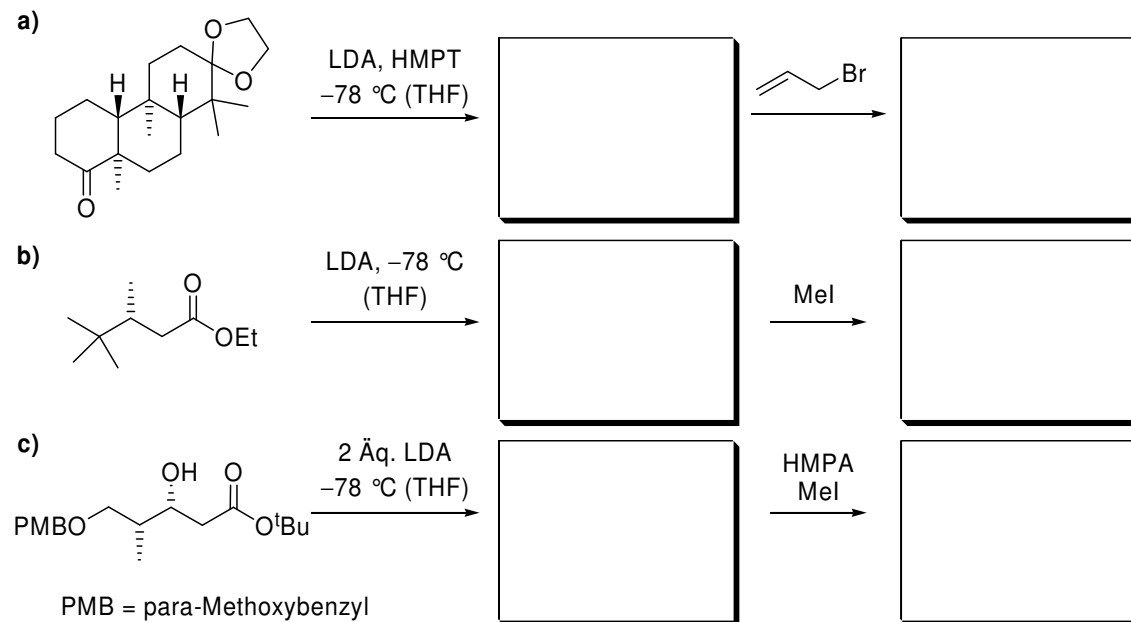 a)
O
O
H
H
O
LDA, HMPT
−78 °C (THF)
Br
b)
O
OEt
LDA, −78 °C
(THF)
MeI
c)
OH
O
PMBO
OᵗBu
2 Äq. LDA
−78 °C (THF)
HMPA
MeI
PMB = para-Methoxybenzyl